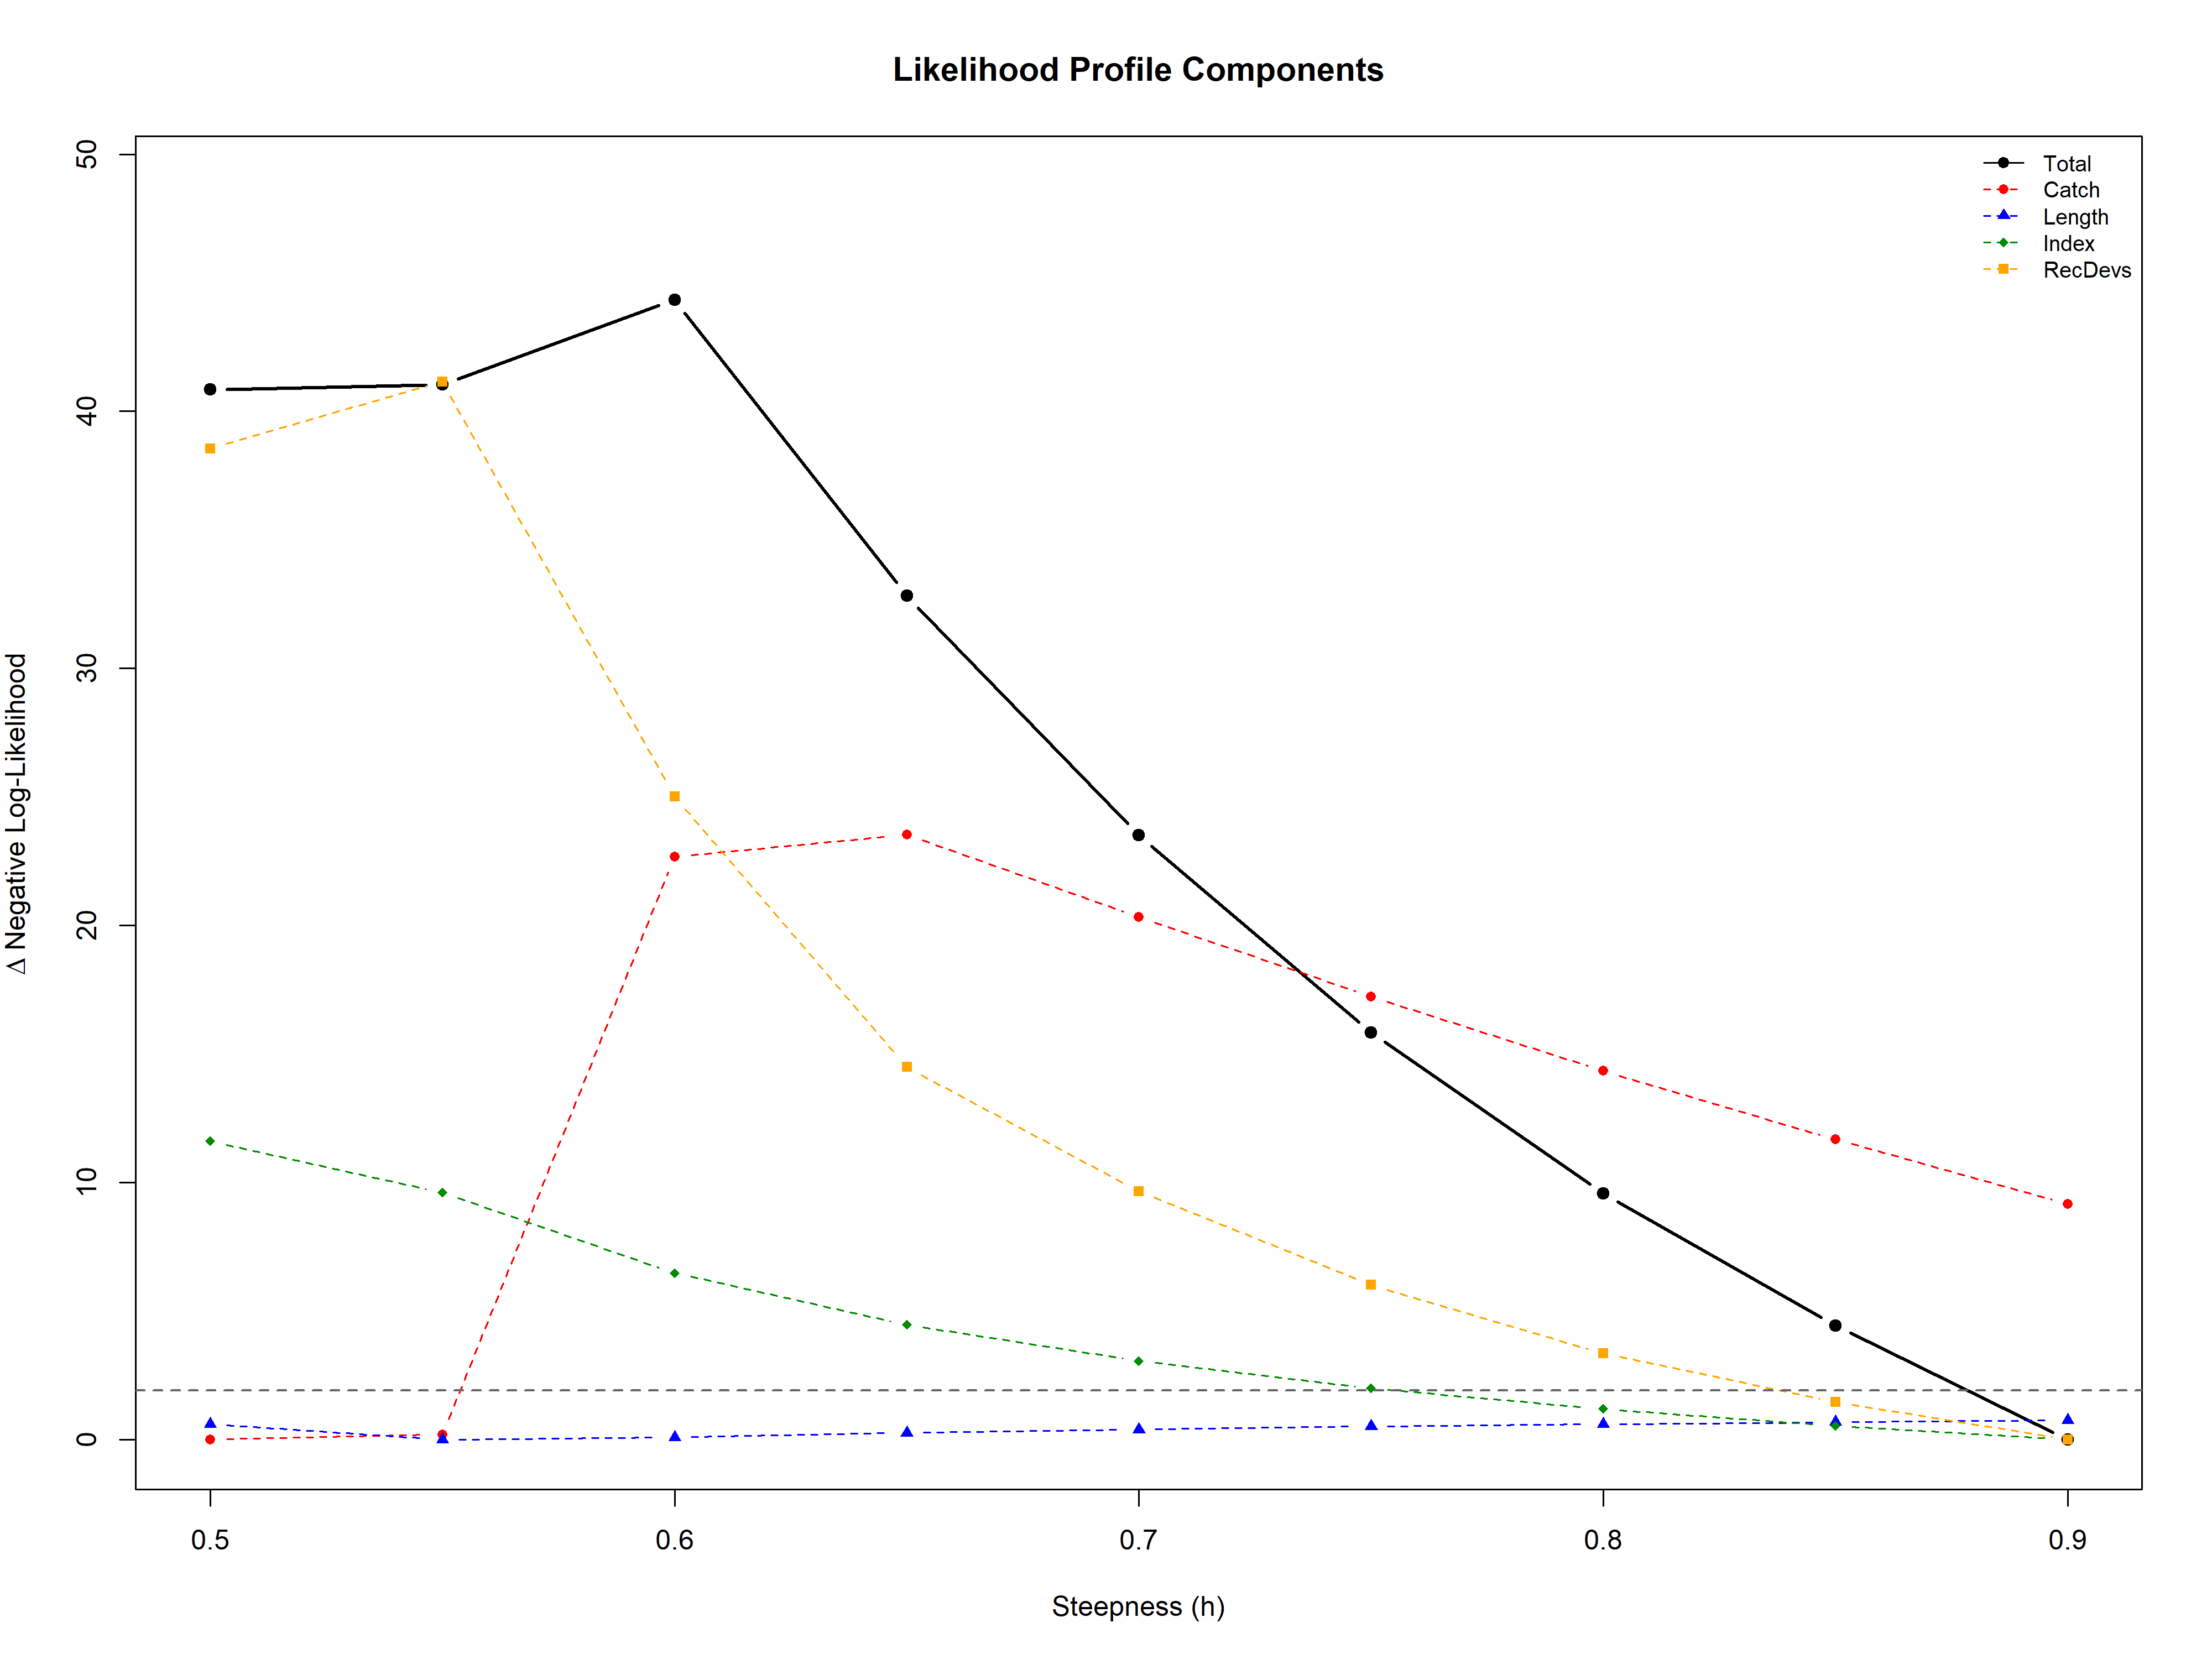 Likelihood Profile Components
Total
Catch
Length
Index
RecDevs
50
40
30
20
10
0
Δ Negative Log-Likelihood
0.5 0.6 0.7 0.8 0.9
Steepness (h)